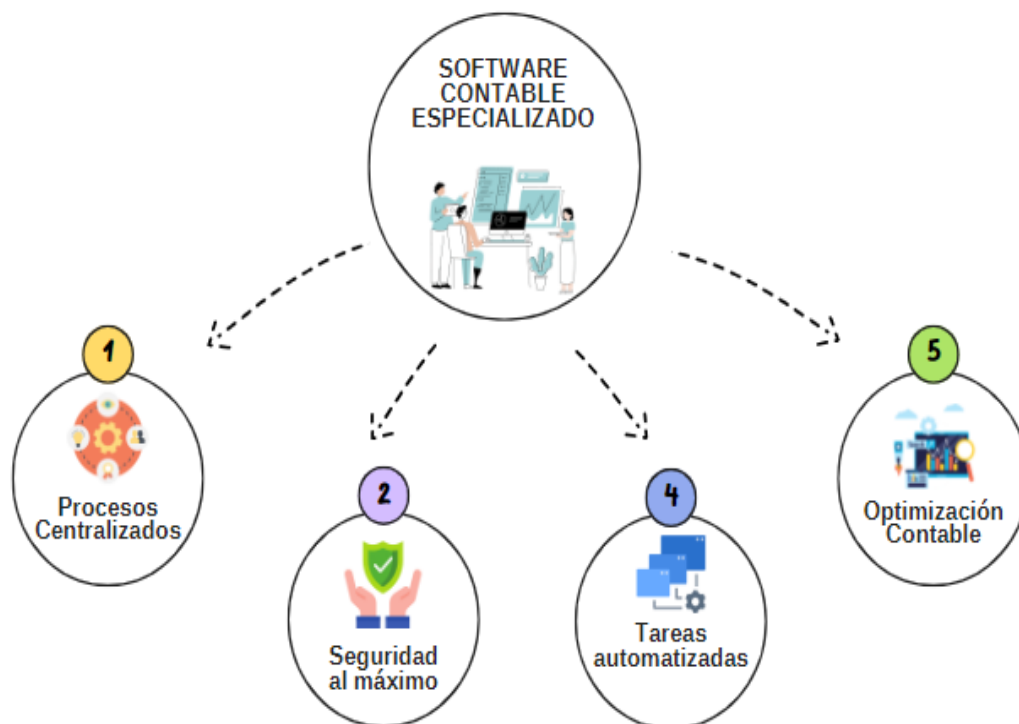 SOFTWARE
CONTABLE
ESPECIALIZADO
1
Procesos
Centralizados
2
Seguridad
al máximo
4
Tareas
automatizadas
5
Optimización
Contable